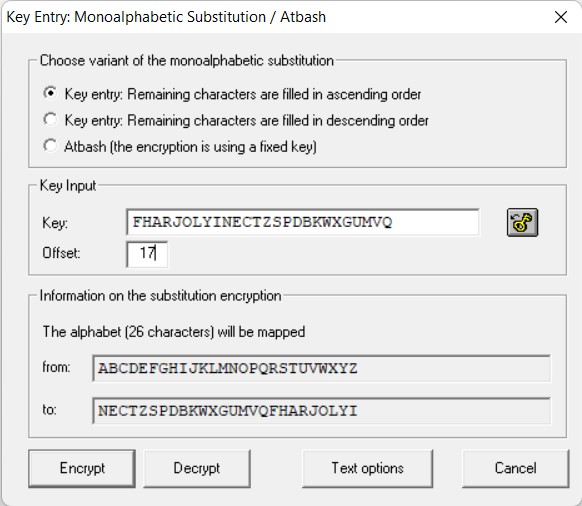 Key Entry: Monoalphabetic Substitution / Atbash
Choose variant of the monoalphabetic substitution
Key entry: Remaining characters are filled in ascending order
Key entry: Remaining characters are filled in descending order
Atbash (the encryption is using a fixed key)
Key Input
Key: FHARJOLYINECTZSPDBKWXGUMVQ
Offset: 17
Information on the substitution encryption
The alphabet (26 characters) will be mapped
from: ABCDEFGHIJKLMNOPQRSTUVWXYZ
to: NECTZSPDBKWXGUMVQFHARJOLYI
Encrypt Decrypt Text options Cancel